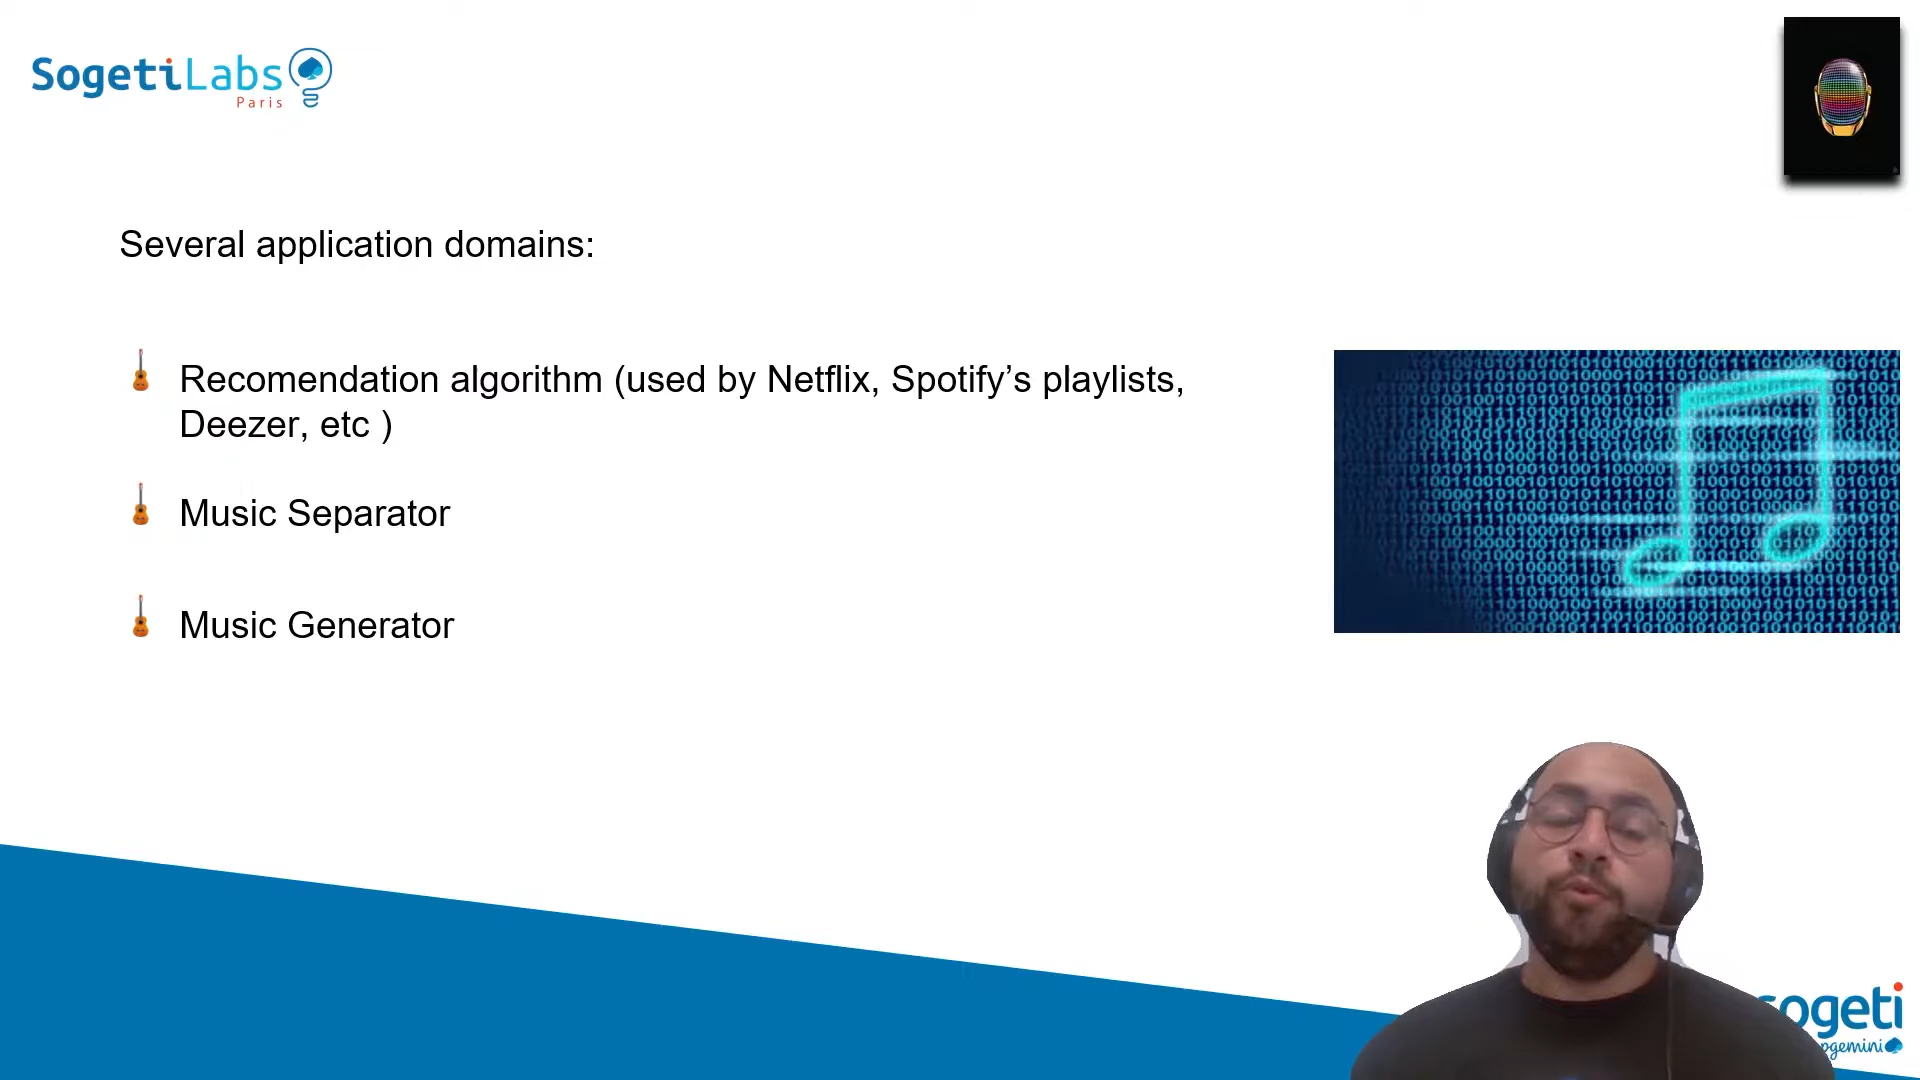 SogetiLabs
Paris
Several application domains:
Recomendation algorithm (used by Netflix, Spotify’s playlists,
Deezer, etc )
Music Separator
Music Generator
sogeti